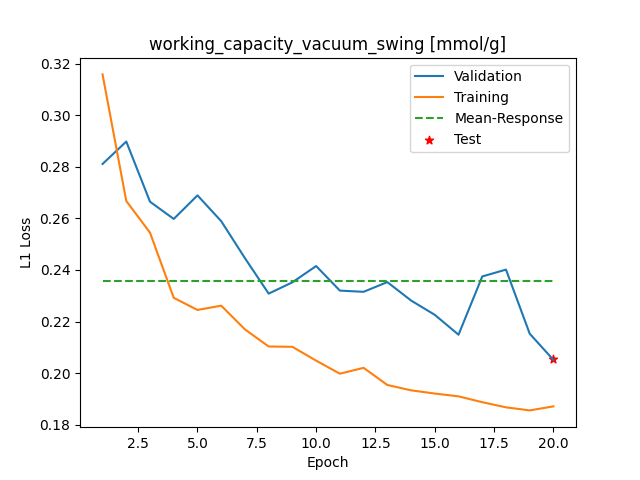 working_capacity_vacuum_swing [mmol/g]
Validation
Training
Mean-Response
Test
L1 Loss
0.32
0.30
0.28
0.26
0.24
0.22
0.20
0.18
2.5 5.0 7.5 10.0 12.5 15.0 17.5 20.0
Epoch